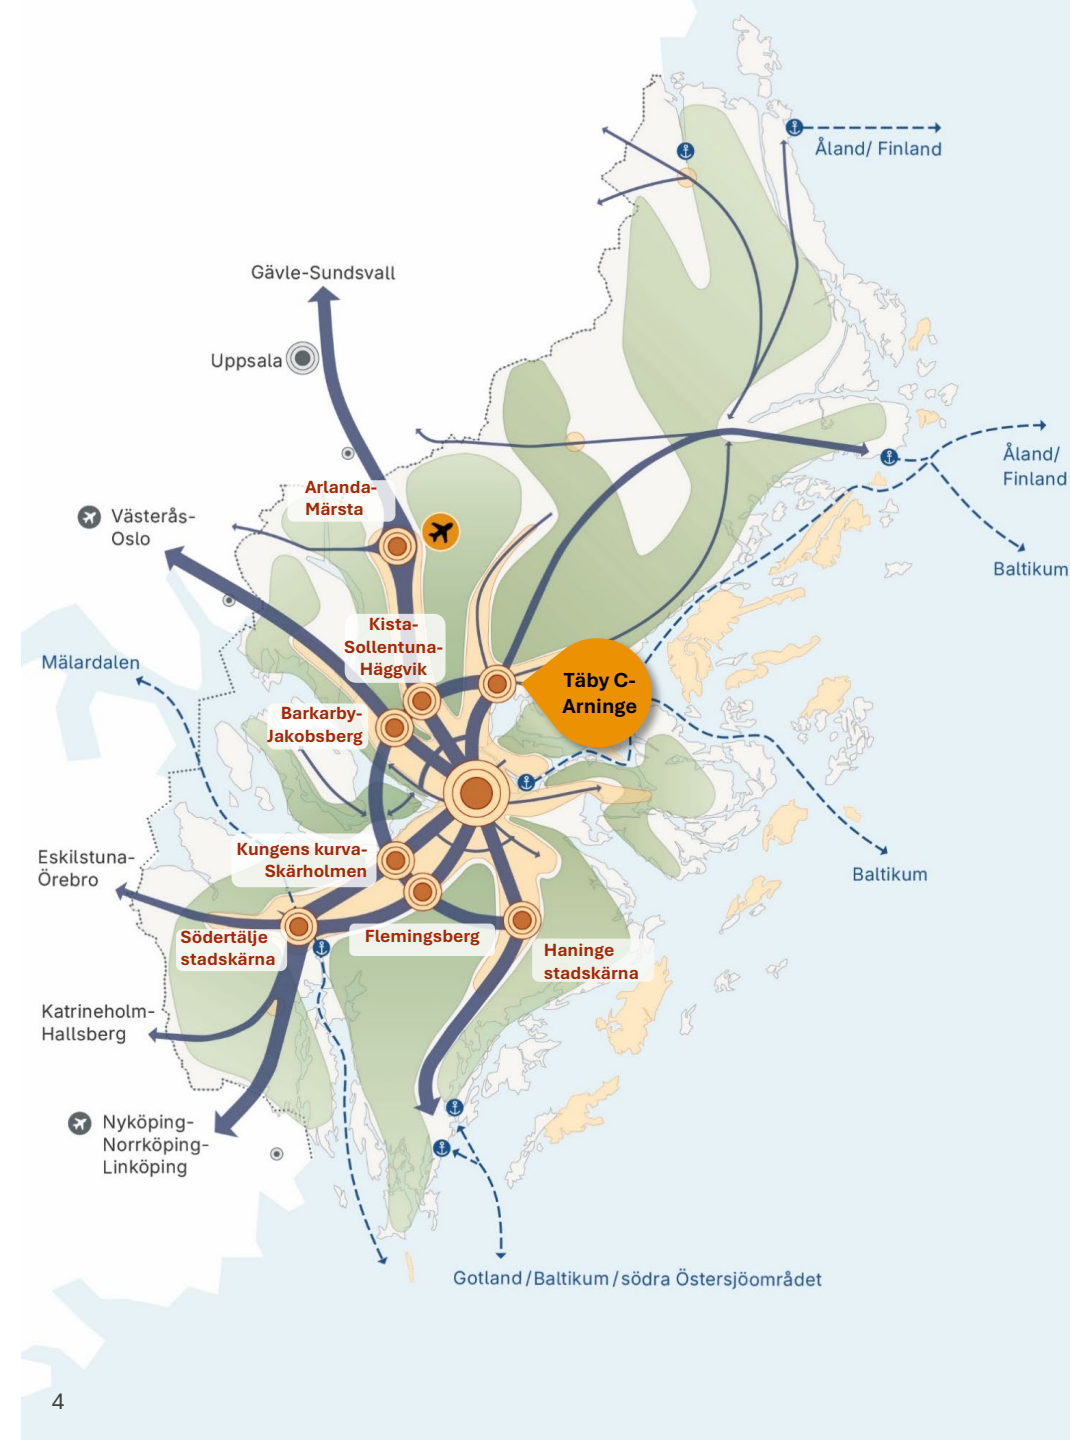 Åland/ Finland
Gävle-Sundsvall
Uppsala
Åland/
Finland
Arlanda-
Märsta
Västerås-
Oslo
Baltikum
Kista-
Sollentuna-
Häggvik
Mälardalen
Täby C-
Arninge
Barkarby-
Jakobsberg
Kungens kurva-
Skärholmen
Eskilstuna-
Örebro
Baltikum
Södertälje
stadskärna
Flemingsberg
Haninge
stadskärna
Katrineholm-
Hallsberg
Nyköping-
Norrköping-
Linköping
Gotland/Baltikum/södra Östersjöområdet
4